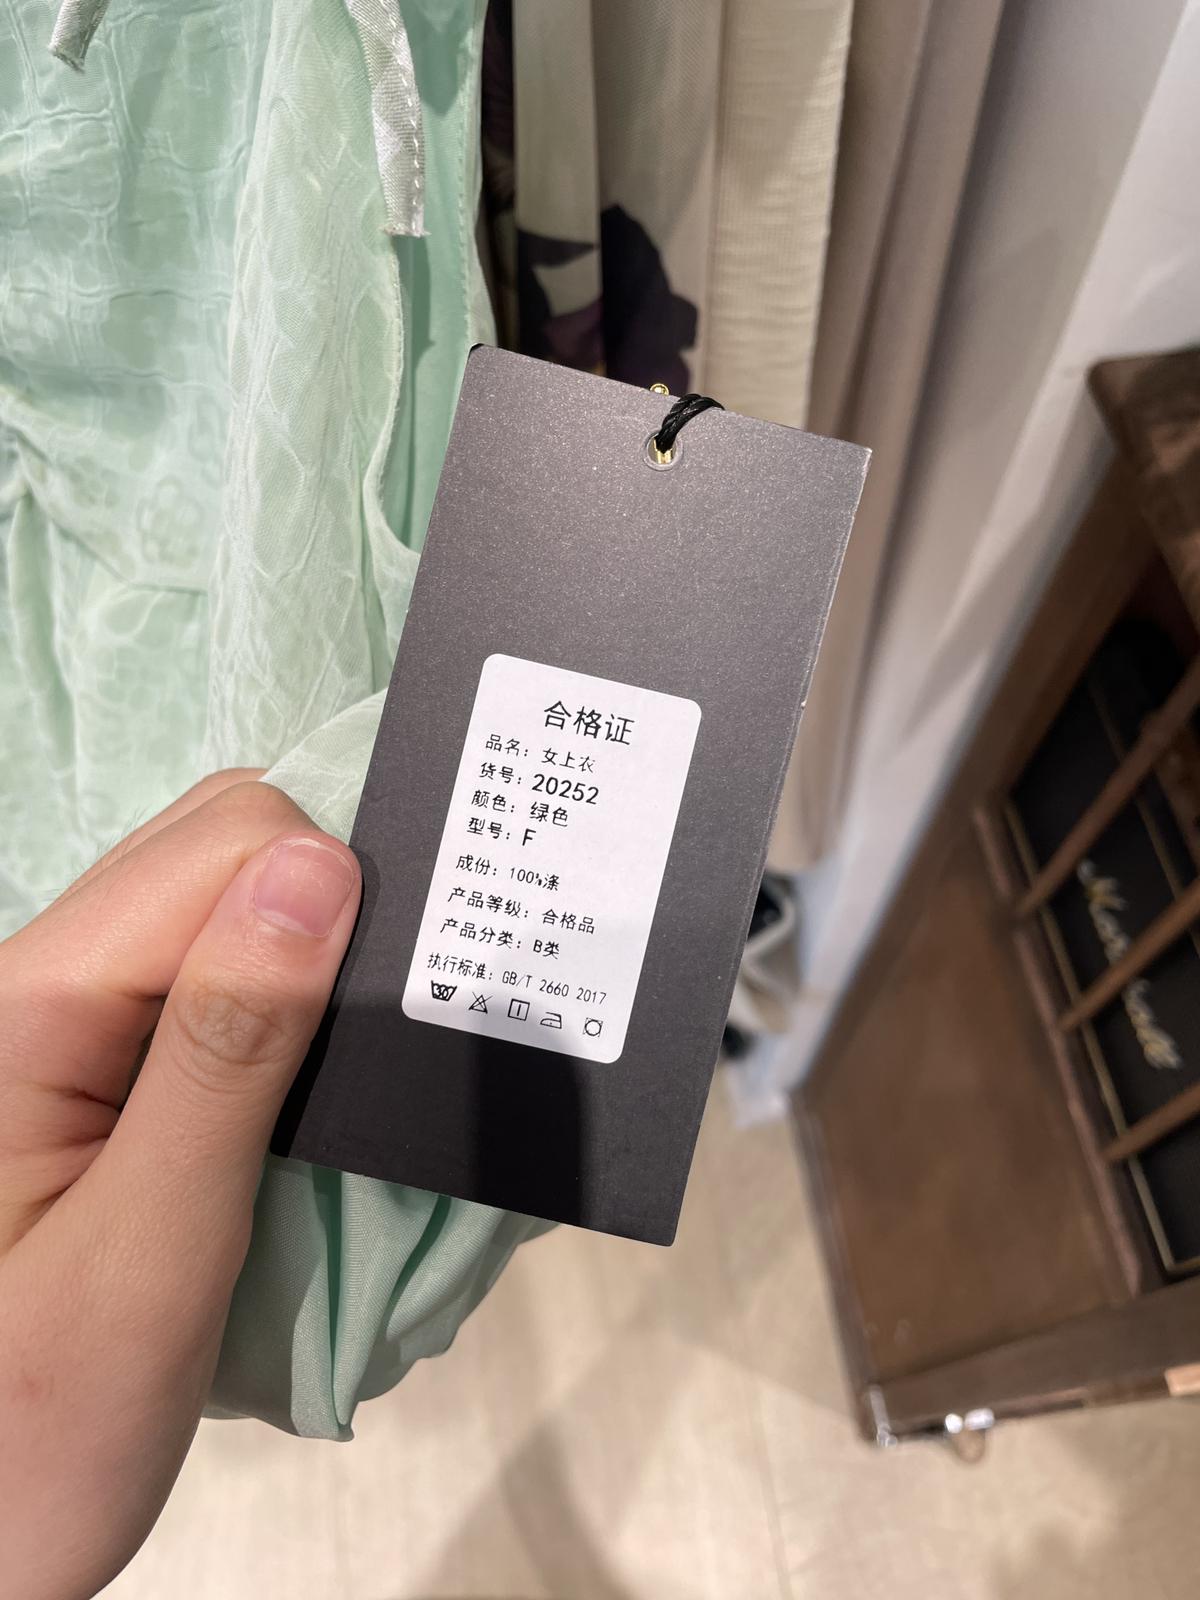 合格证
品名：女上衣
货号：20252
颜色：绿色
型号：F
成份：100%涤
产品等级：合格品
产品分类：B类
执行标准：GB/T 2660 2017
30